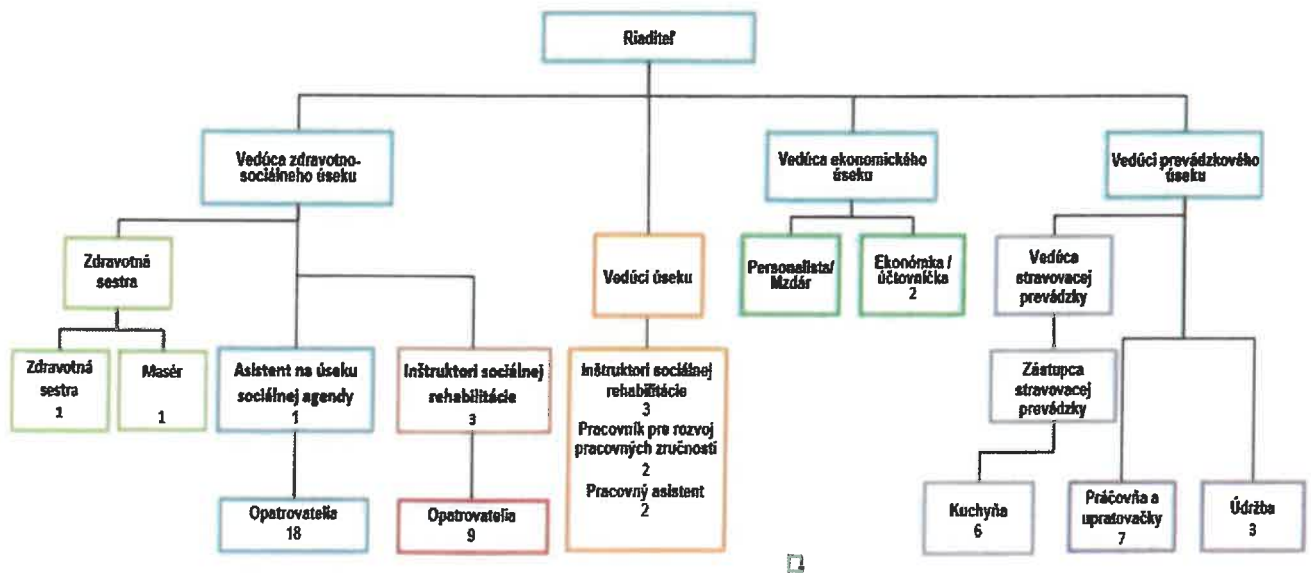 Riaditeľ
Vedúca zdravotno-
sociálneho úseku
Vedúca ekonomického
úseku
Vedúci prevádzkového
úseku
Zdravotná
sestra
Vedúci úseku
Personalista/
Mzdár
Ekonómka /
účtovníčka
2
Vedúca
stravovacej
prevádzky
Zdravotná
sestra
1
Masér
1
Asistent na úseku
sociálnej agendy
1
Inštruktori sociálnej
rehabilitácie
3
Inštruktori sociálnej
rehabilitácie
3
Pracovník pre rozvoj
pracovných zručností
2
Pracovný asistent
2
Zástupca
stravovacej
prevádzky
Opatrovatelia
18
Opatrovatelia
9
Kuchyňa
6
Práčovňa a
upratovačky
7
Údržba
3